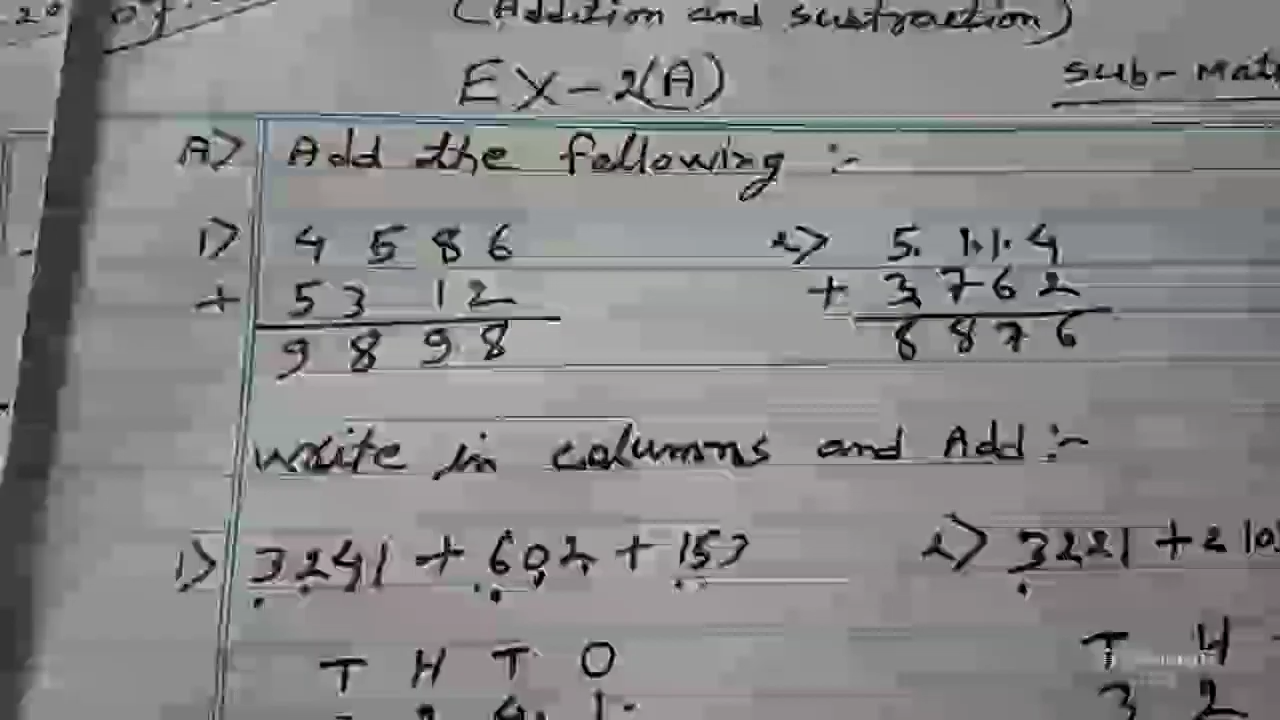 (Addition and Subtraction)
EX-2(A)
Sub-
A> Add the following :-
1> 4 5 8 6
+ 5 3 1 2
9 8 9 8
2> 5 1 1 4
+ 3 7 6 2
8 8 7 6
write in columns and Add :-
1> 3241 + 602 + 153
2> 3221 + 2
T H T O
T H
3 2